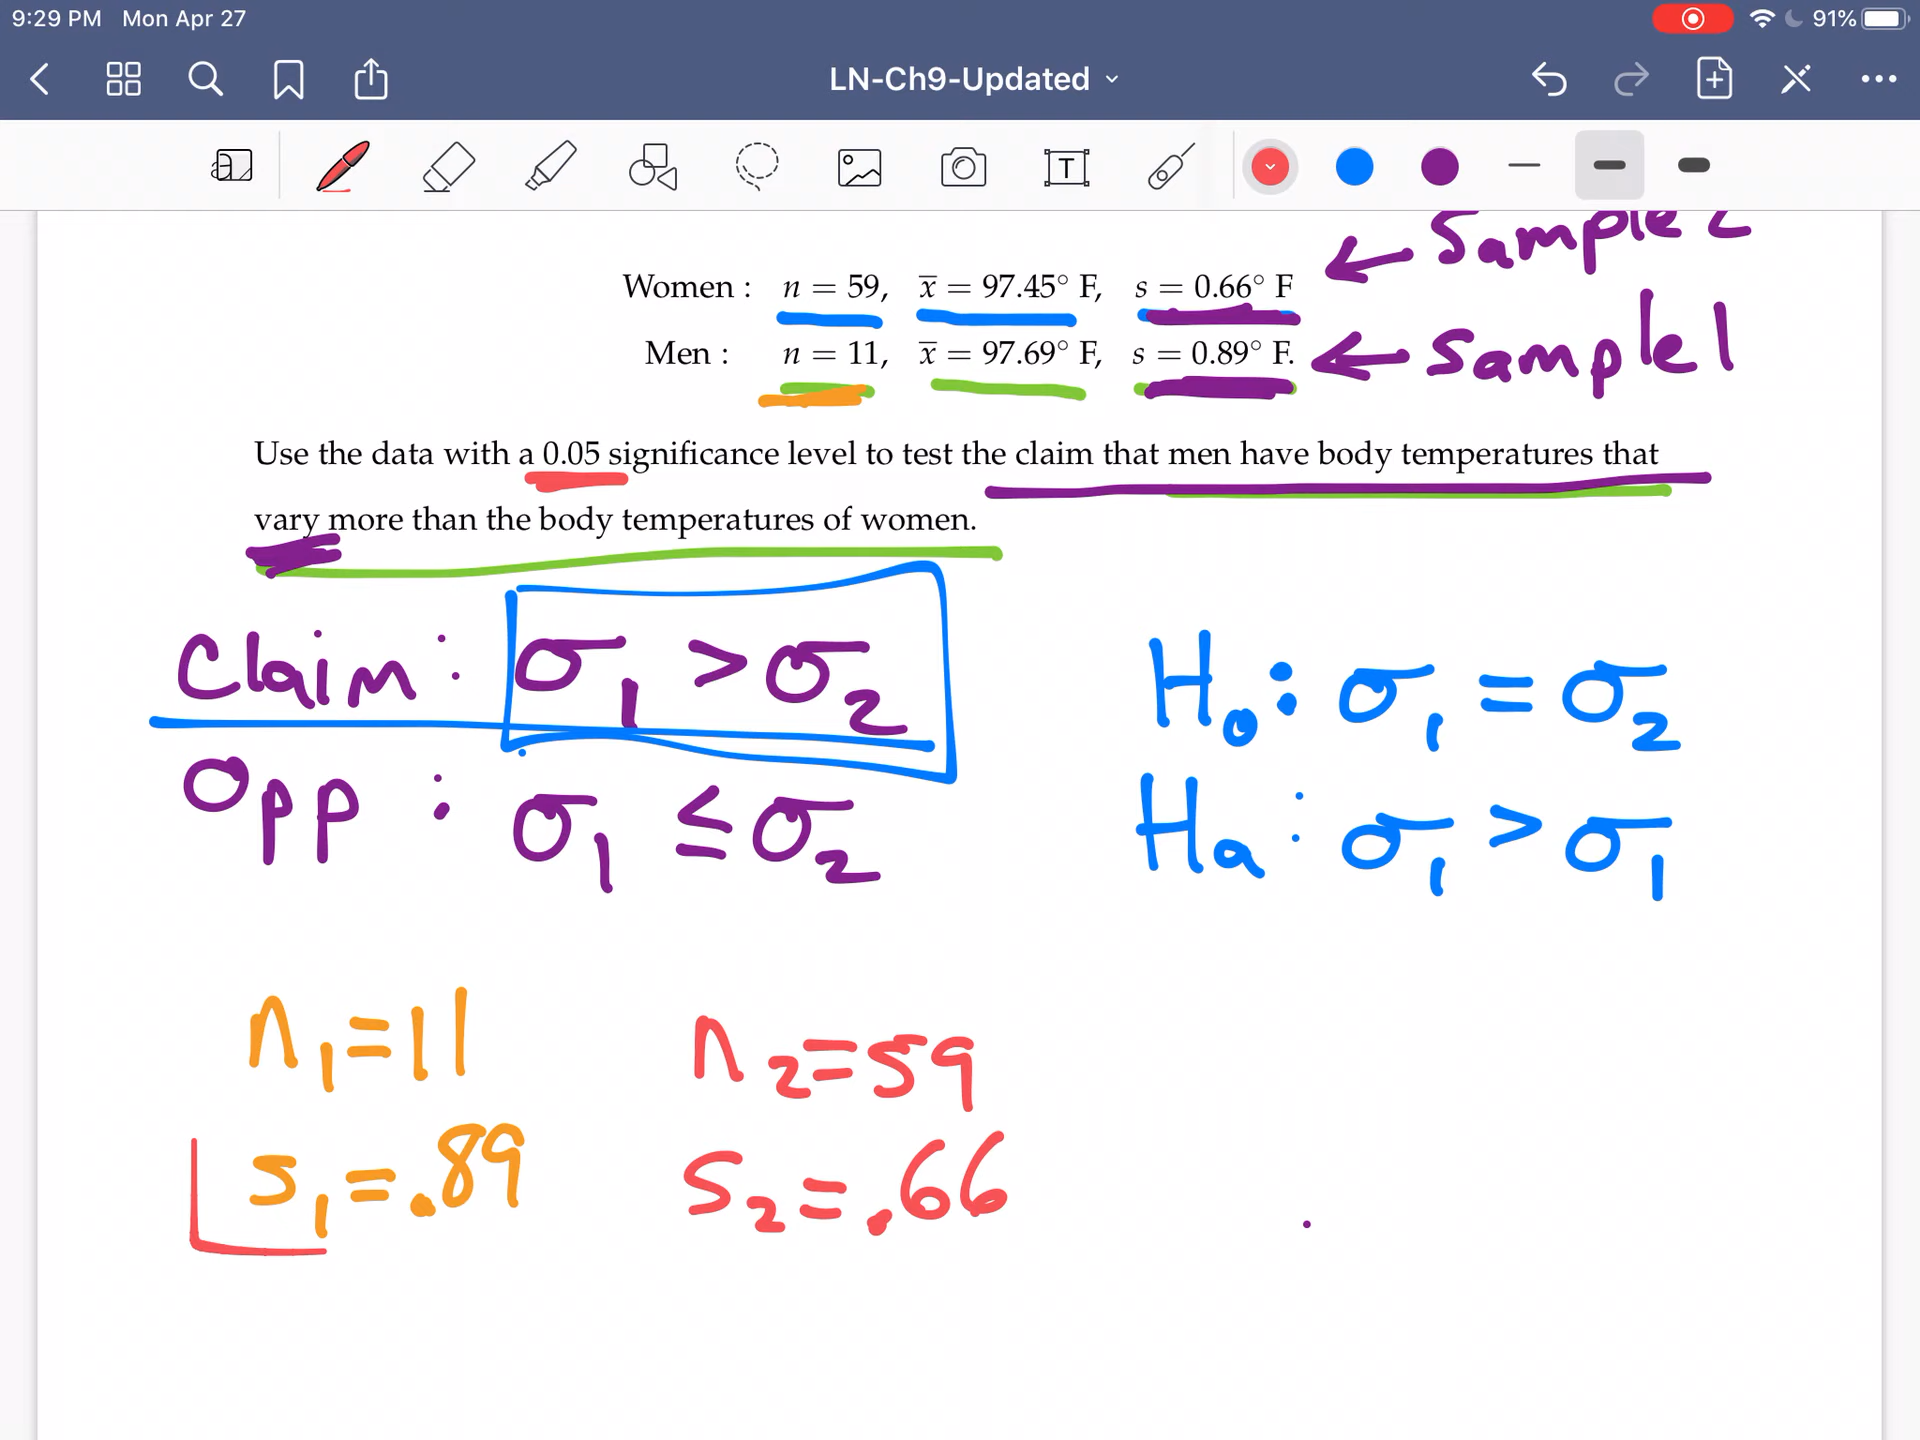 9:29 PM Mon Apr 27
91%
LN-Ch9-Updated
T
Sample 2
Women : n = 59, x̅ = 97.45° F, s = 0.66° F
Men : n = 11, x̅ = 97.69° F, s = 0.89° F.
Sample 1
Use the data with a 0.05 significance level to test the claim that men have body temperatures that
vary more than the body temperatures of women.
Claim : σ₁ > σ₂
Opp : σ₁ ≤ σ₂
H₀ : σ₁ = σ₂
Ha : σ₁ > σ₁
n₁ = 11
s₁ = .89
n₂ = 59
s₂ = .66